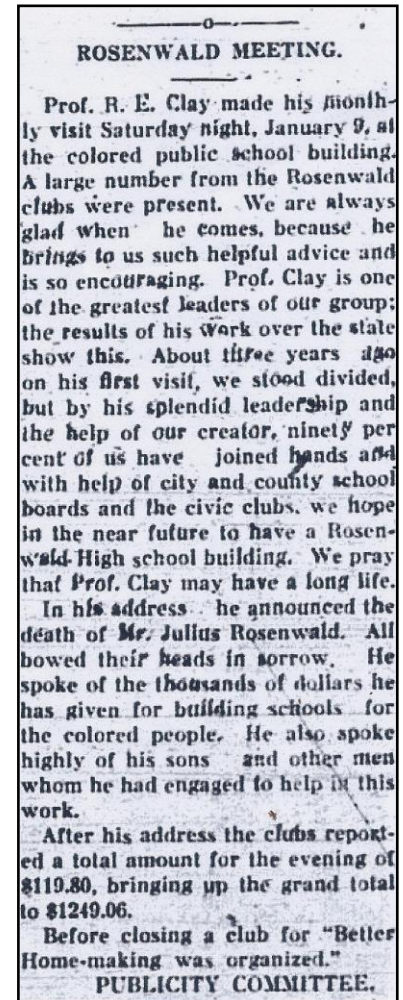 ROSENWALD MEETING.
Prof. R. E. Clay made his month-
ly visit Saturday night, January 9, at
the colored public school building.
A large number from the Rosenwald
clubs were present. We are always
glad when he comes, because he
brings to us such helpful advice and
is so encouraging. Prof. Clay is one
of the greatest leaders of our group;
the results of his work over the state
show this. About three years ago
on his first visit, we stood divided,
but by his splendid leadership and
the help of our creator, ninety per
cent of us have joined hands and
with help of city and county school
boards and the civic clubs, we hope
in the near future to have a Rosen-
wald High school building. We pray
that Prof. Clay may have a long life.
In his address he announced the
death of Mr. Julius Rosenwald. All
bowed their heads in sorrow. He
spoke of the thousands of dollars he
has given for building schools for
the colored people. He also spoke
highly of his sons and other men
whom he had engaged to help in this
work.
After his address the clubs report-
ed a total amount for the evening of
$119.80, bringing up the grand total
to $1249.06.
Before closing a club for "Better
Home-making was organized."
PUBLICITY COMMITTEE.